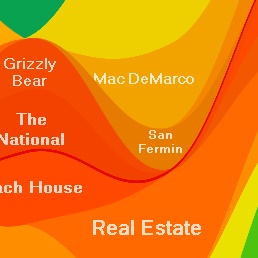 Grizzly
Bear
Mac DeMarco
The
National
San
Fermin
ach House
Real Estate